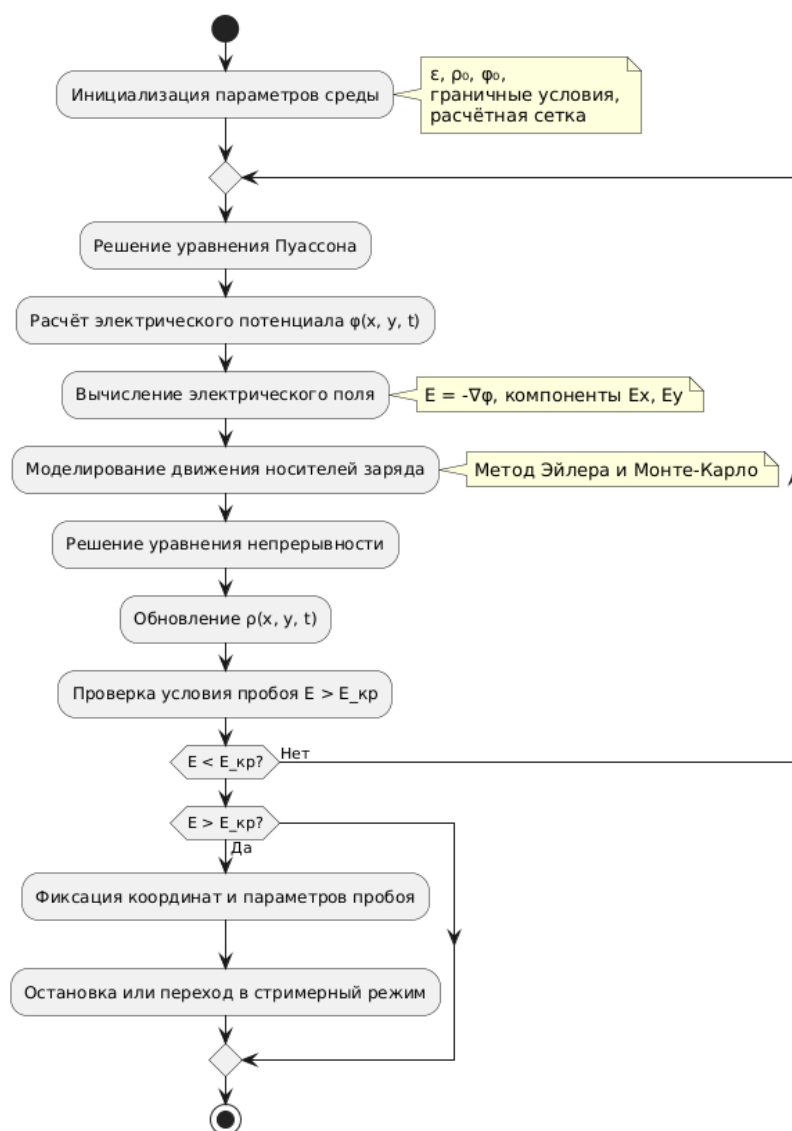 Инициализация параметров среды
ε, ρ₀, φ₀,
граничные условия,
расчётная сетка
Решение уравнения Пуассона
Расчёт электрического потенциала φ(x, y, t)
Вычисление электрического поля
E = -∇φ, компоненты Ex, Ey
Моделирование движения носителей заряда
Метод Эйлера и Монте-Карло
Решение уравнения непрерывности
Обновление ρ(x, y, t)
Проверка условия пробоя E > E_кр
E < E_кр?
Нет
E > E_кр?
Да
Фиксация координат и параметров пробоя
Остановка или переход в стримерный режим